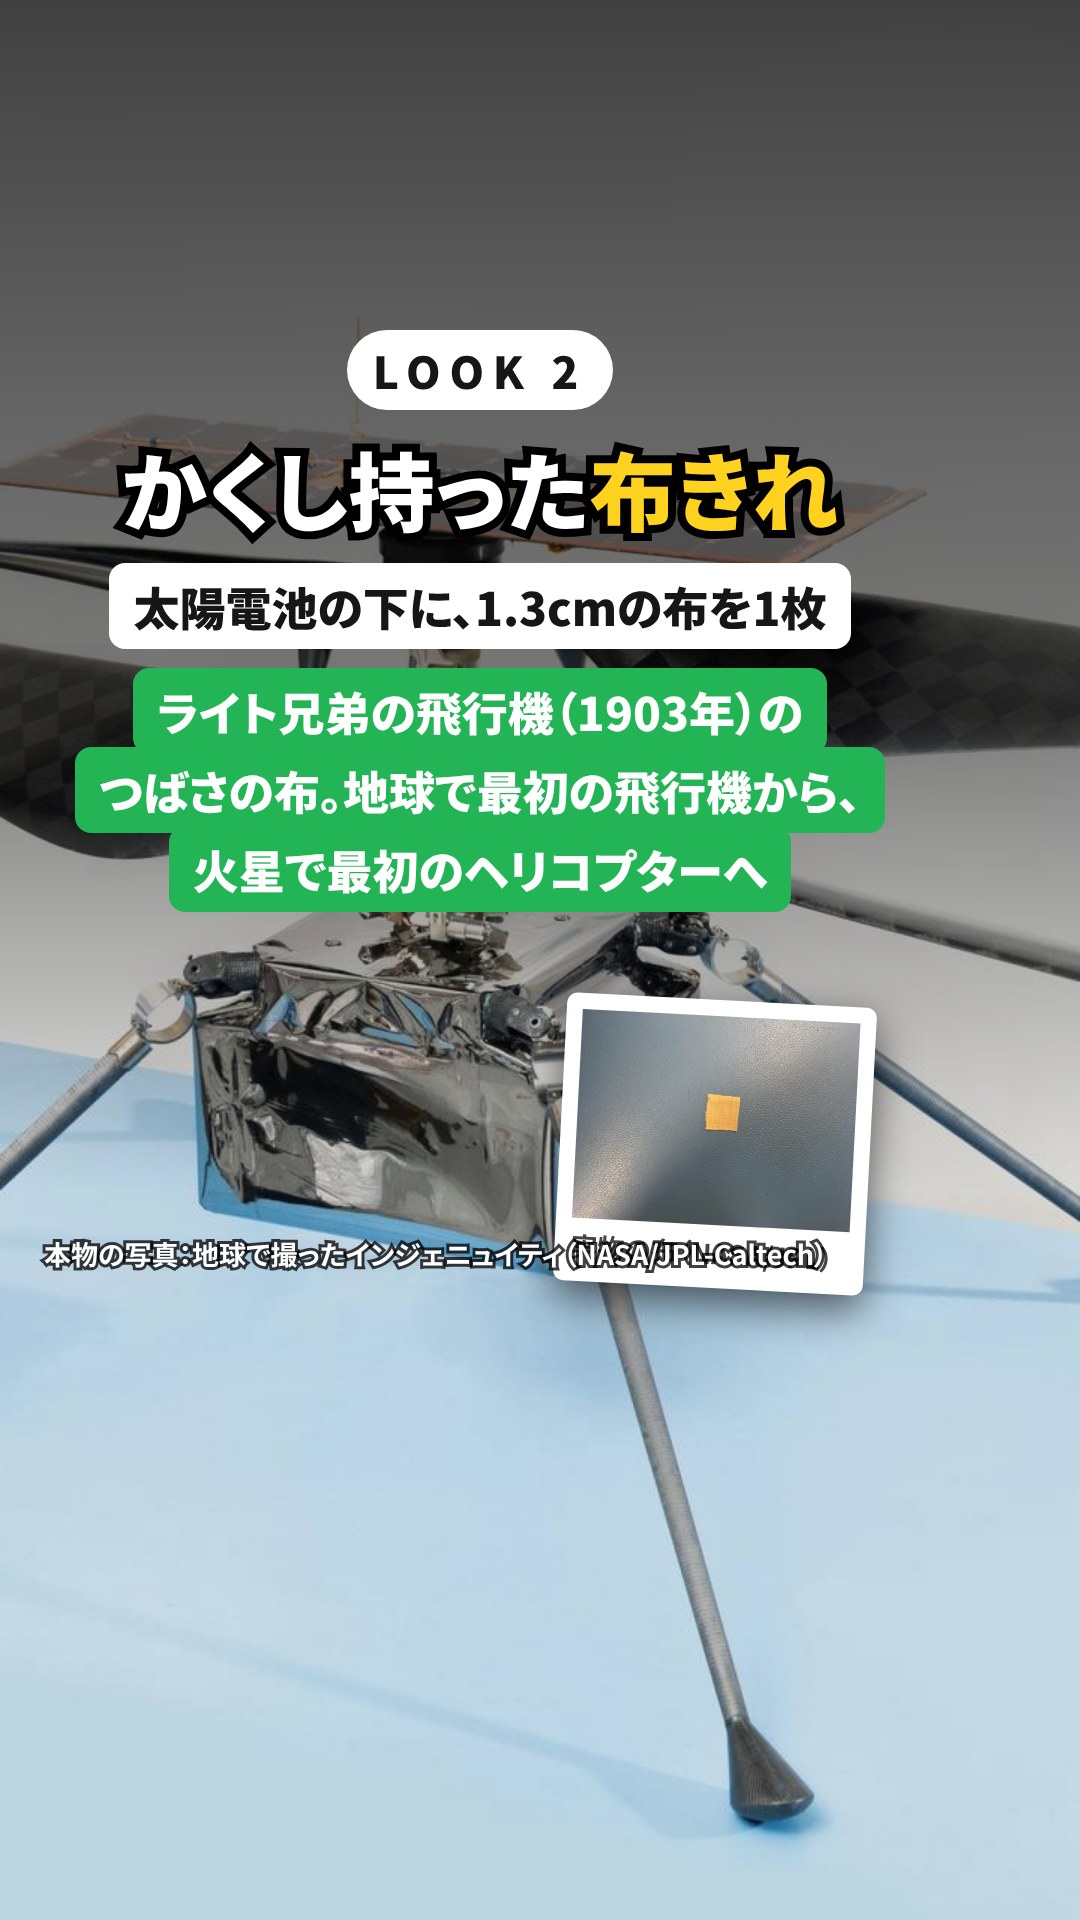 LOOK 2
かくし持った布きれ
太陽電池の下に、1.3cmの布を1枚
ライト兄弟の飛行機（1903年）の
つばさの布。地球で最初の飛行機から、
火星で最初のヘリコプターへ
本物の写真：地球で撮ったインジェニュイティ（NASA/JPL-Caltech）